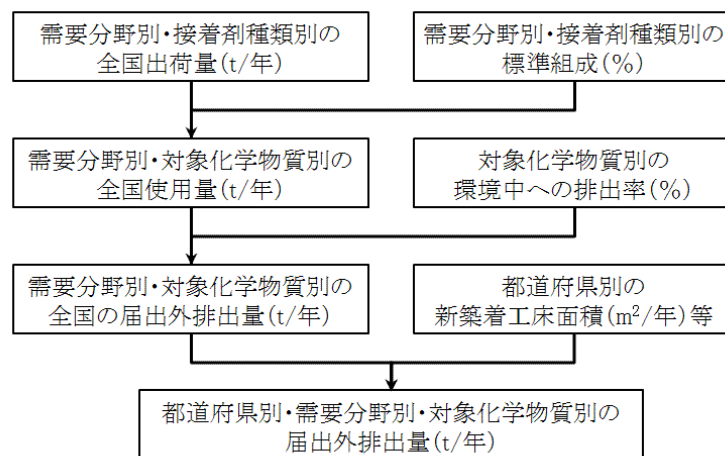 需要分野別・接着剤種類別の
全国出荷量(t/年)
需要分野別・接着剤種類別の
標準組成(%)
需要分野別・対象化学物質別の
全国使用量(t/年)
対象化学物質別の
環境中への排出率(%)
需要分野別・対象化学物質別の
全国の届出外排出量(t/年)
都道府県別の
新築着工床面積(m²/年)等
都道府県別・需要分野別・対象化学物質別の
届出外排出量(t/年)